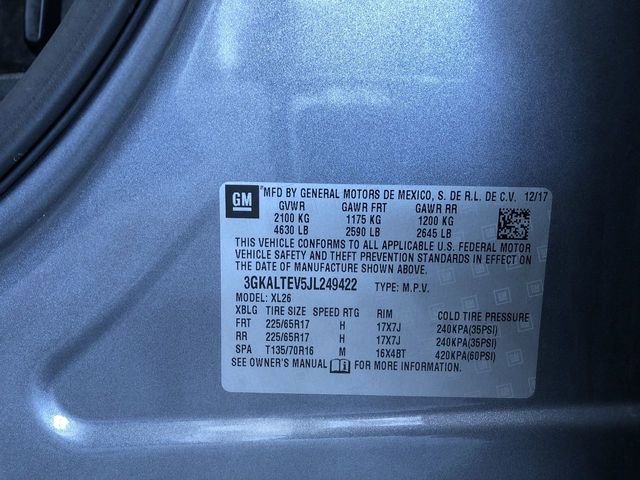 GM
®MFD BY GENERAL MOTORS DE MEXICO, S. DE R.L. DE C.V. 12/17
GVWR GAWR FRT GAWR RR
2100 KG 1175 KG 1200 KG
4630 LB 2590 LB 2645 LB
THIS VEHICLE CONFORMS TO ALL APPLICABLE U.S. FEDERAL MOTOR
VEHICLE SAFETY AND THEFT PREVENTION STANDARDS IN EFFECT ON
THE DATE OF MANUFACTURE SHOWN ABOVE.
3GKALTEV5JL249422 TYPE: M.P.V.
MODEL: XL26
XBLG TIRE SIZE SPEED RTG RIM COLD TIRE PRESSURE
FRT 225/65R17 H 17X7J 240KPA(35PSI)
RR 225/65R17 H 17X7J 240KPA(35PSI)
SPA T135/70R16 M 16X4BT 420KPA(60PSI)
SEE OWNER'S MANUAL FOR MORE INFORMATION.